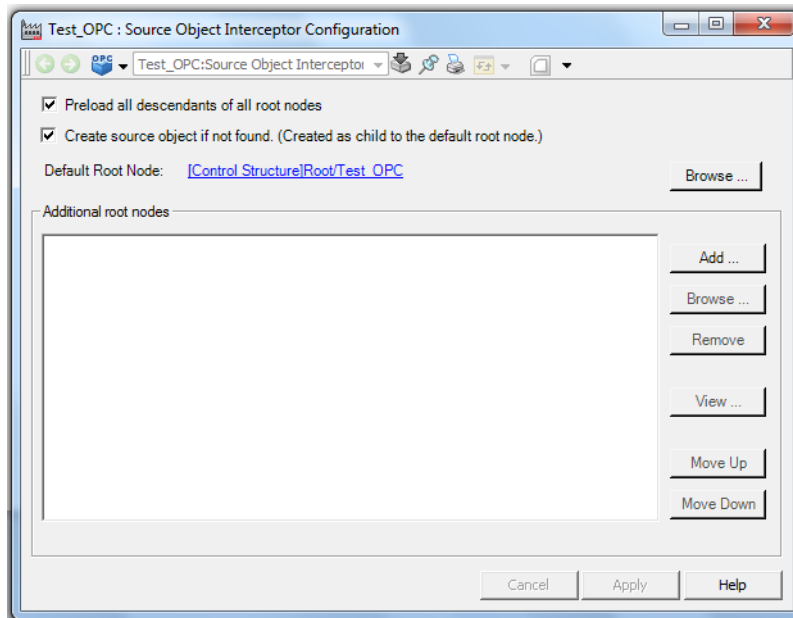 Test_OPC : Source Object Interceptor Configuration
OPC Test_OPC:Source Object Interceptor
Preload all descendants of all root nodes
Create source object if not found. (Created as child to the default root node.)
Default Root Node: [Control Structure]Root/Test_OPC
Browse ...
Additional root nodes
Add ...
Browse ...
Remove
View ...
Move Up
Move Down
Cancel Apply Help